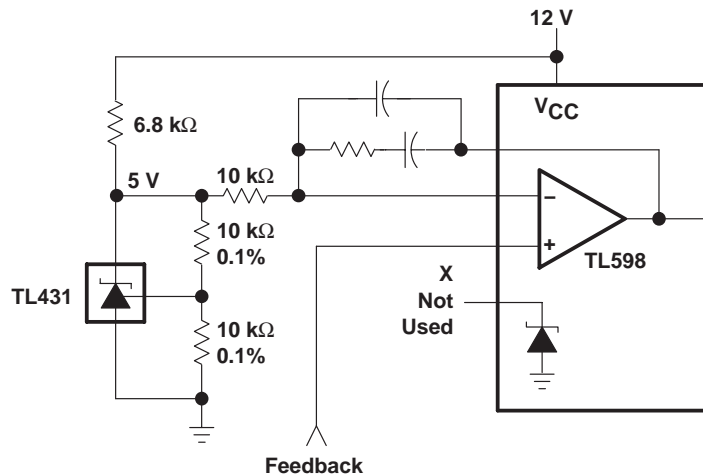 12 V
VCC
6.8 kΩ
5 V
10 kΩ
10 kΩ
0.1%
–
+
TL598
X
Not
Used
TL431
10 kΩ
0.1%
Feedback